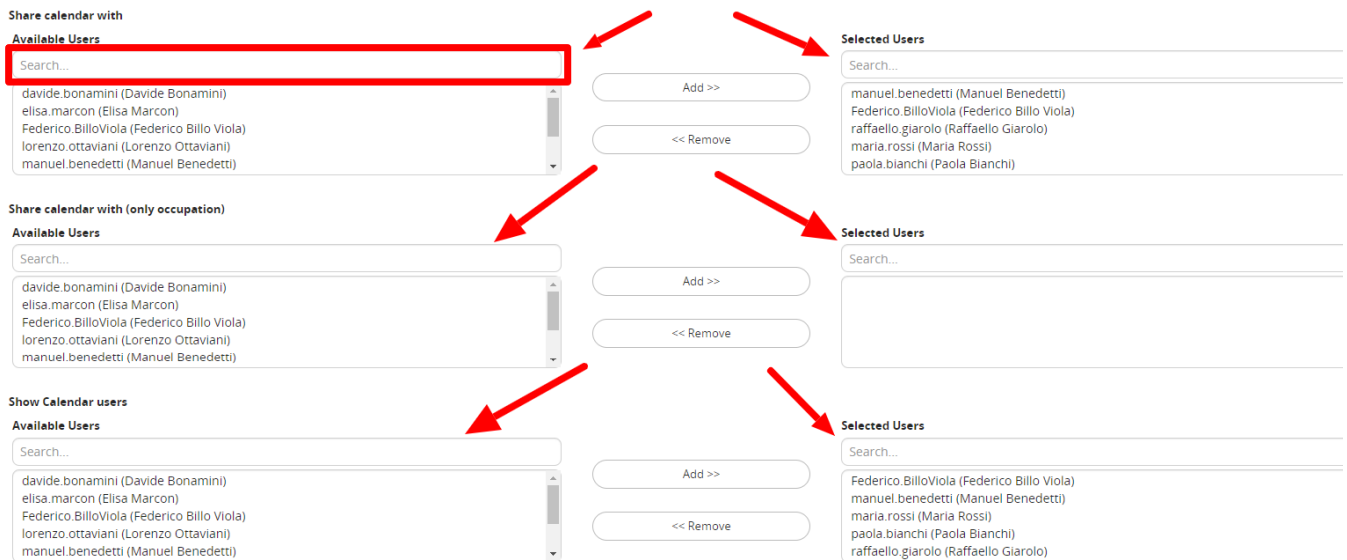 Share calendar with
Available Users
Search...
davide.bonamini (Davide Bonamini)
elisa.marcon (Elisa Marcon)
Federico.BilloViola (Federico Billo Viola)
lorenzo.ottaviani (Lorenzo Ottaviani)
manuel.benedetti (Manuel Benedetti)
Add >>
<< Remove
Selected Users
Search...
manuel.benedetti (Manuel Benedetti)
Federico.BilloViola (Federico Billo Viola)
raffaello.giarolo (Raffaello Giarolo)
maria.rossi (Maria Rossi)
paola.bianchi (Paola Bianchi)
Share calendar with (only occupation)
Available Users
Search...
davide.bonamini (Davide Bonamini)
elisa.marcon (Elisa Marcon)
Federico.BilloViola (Federico Billo Viola)
lorenzo.ottaviani (Lorenzo Ottaviani)
manuel.benedetti (Manuel Benedetti)
Add >>
<< Remove
Selected Users
Search...
Show Calendar users
Available Users
Search...
davide.bonamini (Davide Bonamini)
elisa.marcon (Elisa Marcon)
Federico.BilloViola (Federico Billo Viola)
lorenzo.ottaviani (Lorenzo Ottaviani)
manuel.benedetti (Manuel Benedetti)
Add >>
<< Remove
Selected Users
Search...
Federico.BilloViola (Federico Billo Viola)
manuel.benedetti (Manuel Benedetti)
maria.rossi (Maria Rossi)
paola.bianchi (Paola Bianchi)
raffaello.giarolo (Raffaello Giarolo)